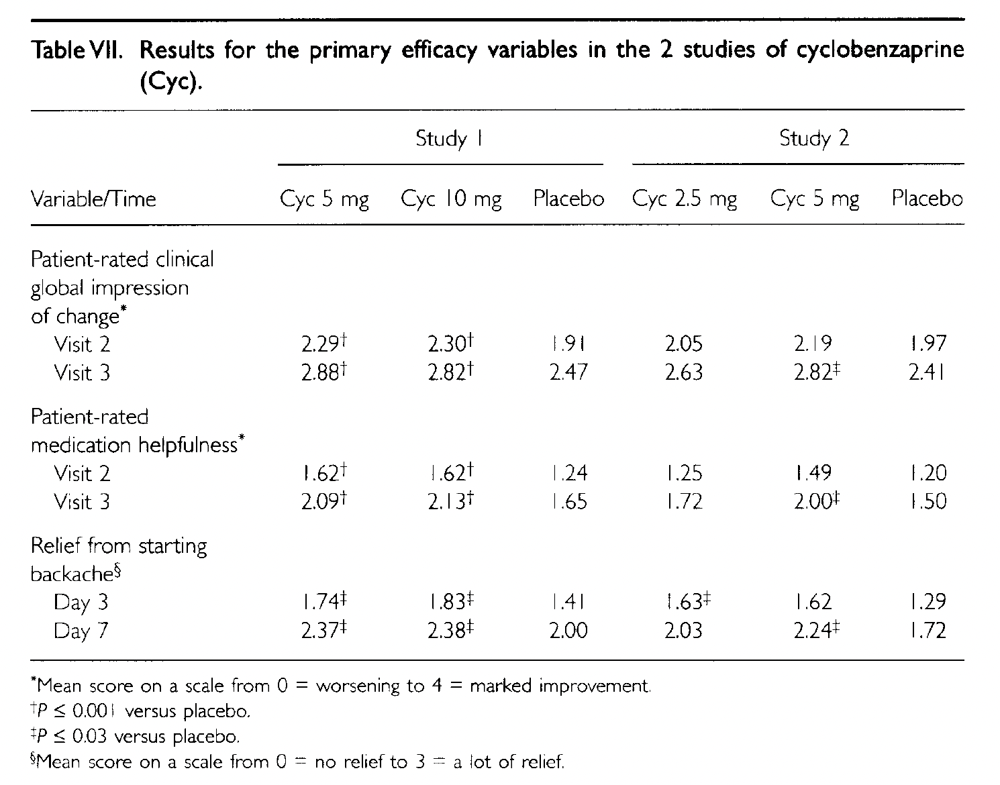 Table VII. Results for the primary efficacy variables in the 2 studies of cyclobenzaprine
(Cyc).
Study 1 Study 2
Variable/Time Cyc 5 mg Cyc 10 mg Placebo Cyc 2.5 mg Cyc 5 mg Placebo
Patient-rated clinical
global impression
of change*
Visit 2 2.29† 2.30† 1.91 2.05 2.19 1.97
Visit 3 2.88† 2.82† 2.47 2.63 2.82‡ 2.41
Patient-rated
medication helpfulness*
Visit 2 1.62† 1.62† 1.24 1.25 1.49 1.20
Visit 3 2.09† 2.13† 1.65 1.72 2.00‡ 1.50
Relief from starting
backache§
Day 3 1.74‡ 1.83‡ 1.41 1.63‡ 1.62 1.29
Day 7 2.37‡ 2.38‡ 2.00 2.03 2.24‡ 1.72
*Mean score on a scale from 0 = worsening to 4 = marked improvement.
†P ≤ 0.001 versus placebo.
‡P ≤ 0.03 versus placebo.
§Mean score on a scale from 0 = no relief to 3 = a lot of relief.